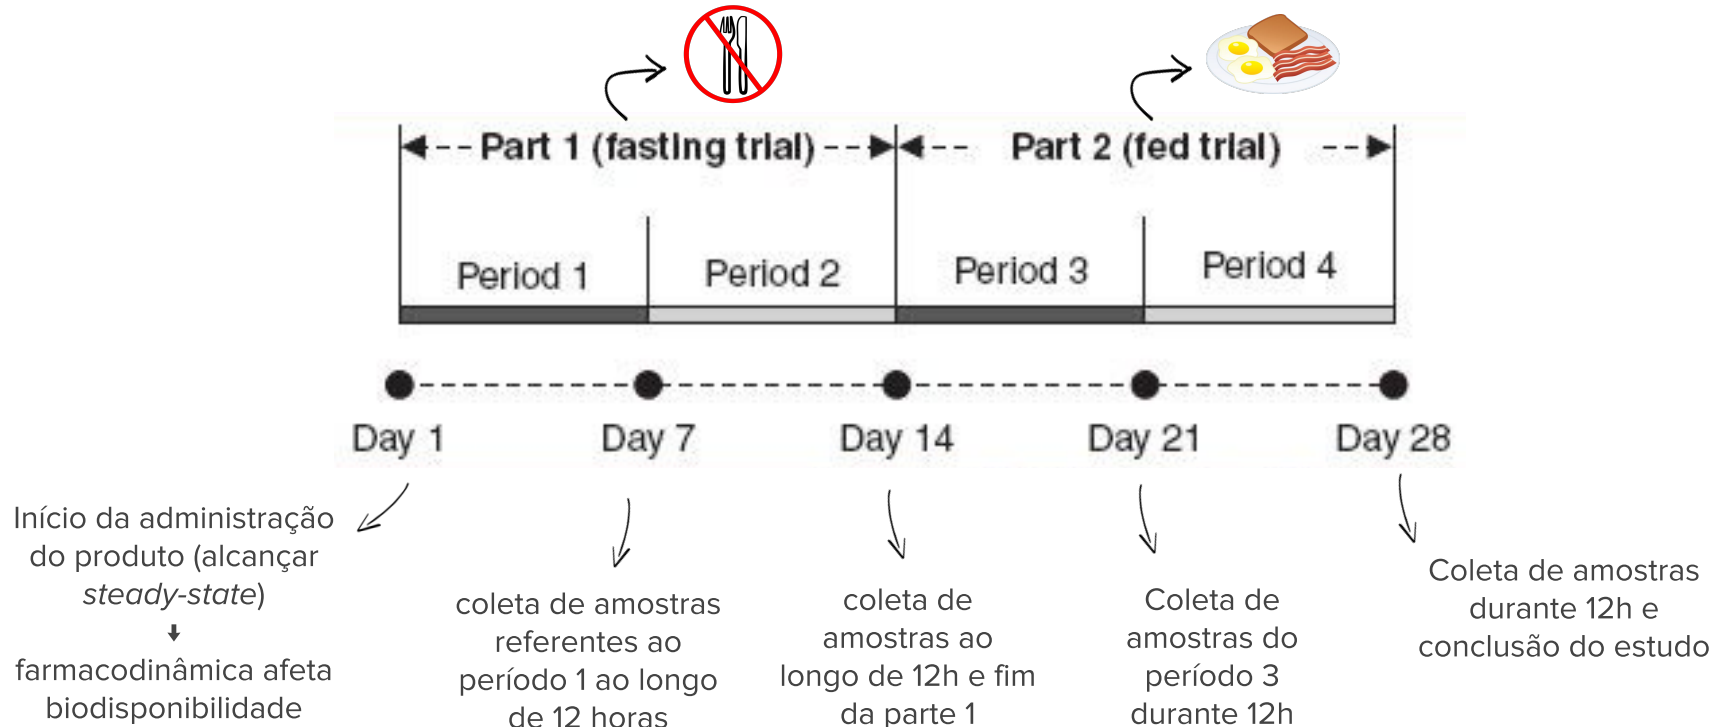 Part 1 (fasting trial)
Part 2 (fed trial)
Period 1
Period 2
Period 3
Period 4
Day 1
Day 7
Day 14
Day 21
Day 28
Início da administração
do produto (alcançar
steady-state)
farmacodinâmica afeta
biodisponibilidade
coleta de amostras
referentes ao
período 1 ao longo
de 12 horas
coleta de
amostras ao
longo de 12h e fim
da parte 1
Coleta de
amostras do
período 3
durante 12h
Coleta de amostras
durante 12h e
conclusão do estudo